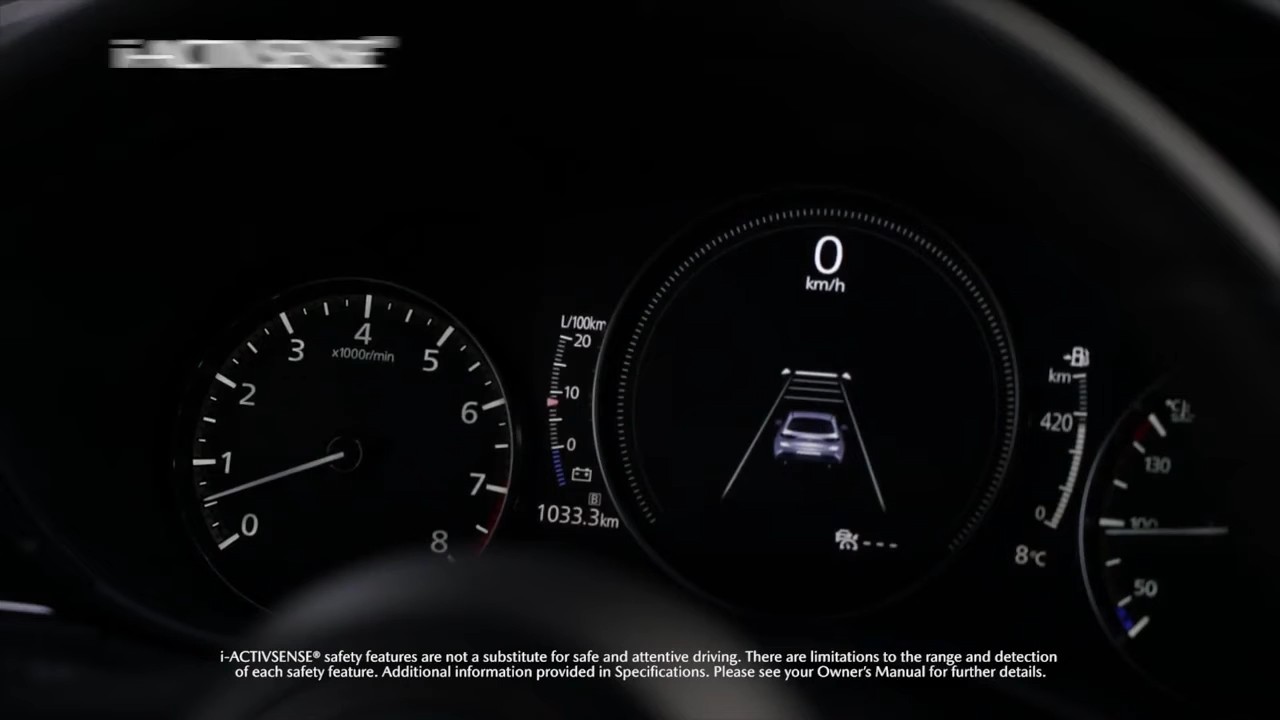 i-ACTIVSENSE®
0
km/h
L/100km
20
10
0
1033.3km
B
0
1
2
3
4
x1000r/min
5
6
7
8
km
420
0
8°C
°C
130
100
50
---
i-ACTIVSENSE® safety features are not a substitute for safe and attentive driving. There are limitations to the range and detection
of each safety feature. Additional information provided in Specifications. Please see your Owner's Manual for further details.